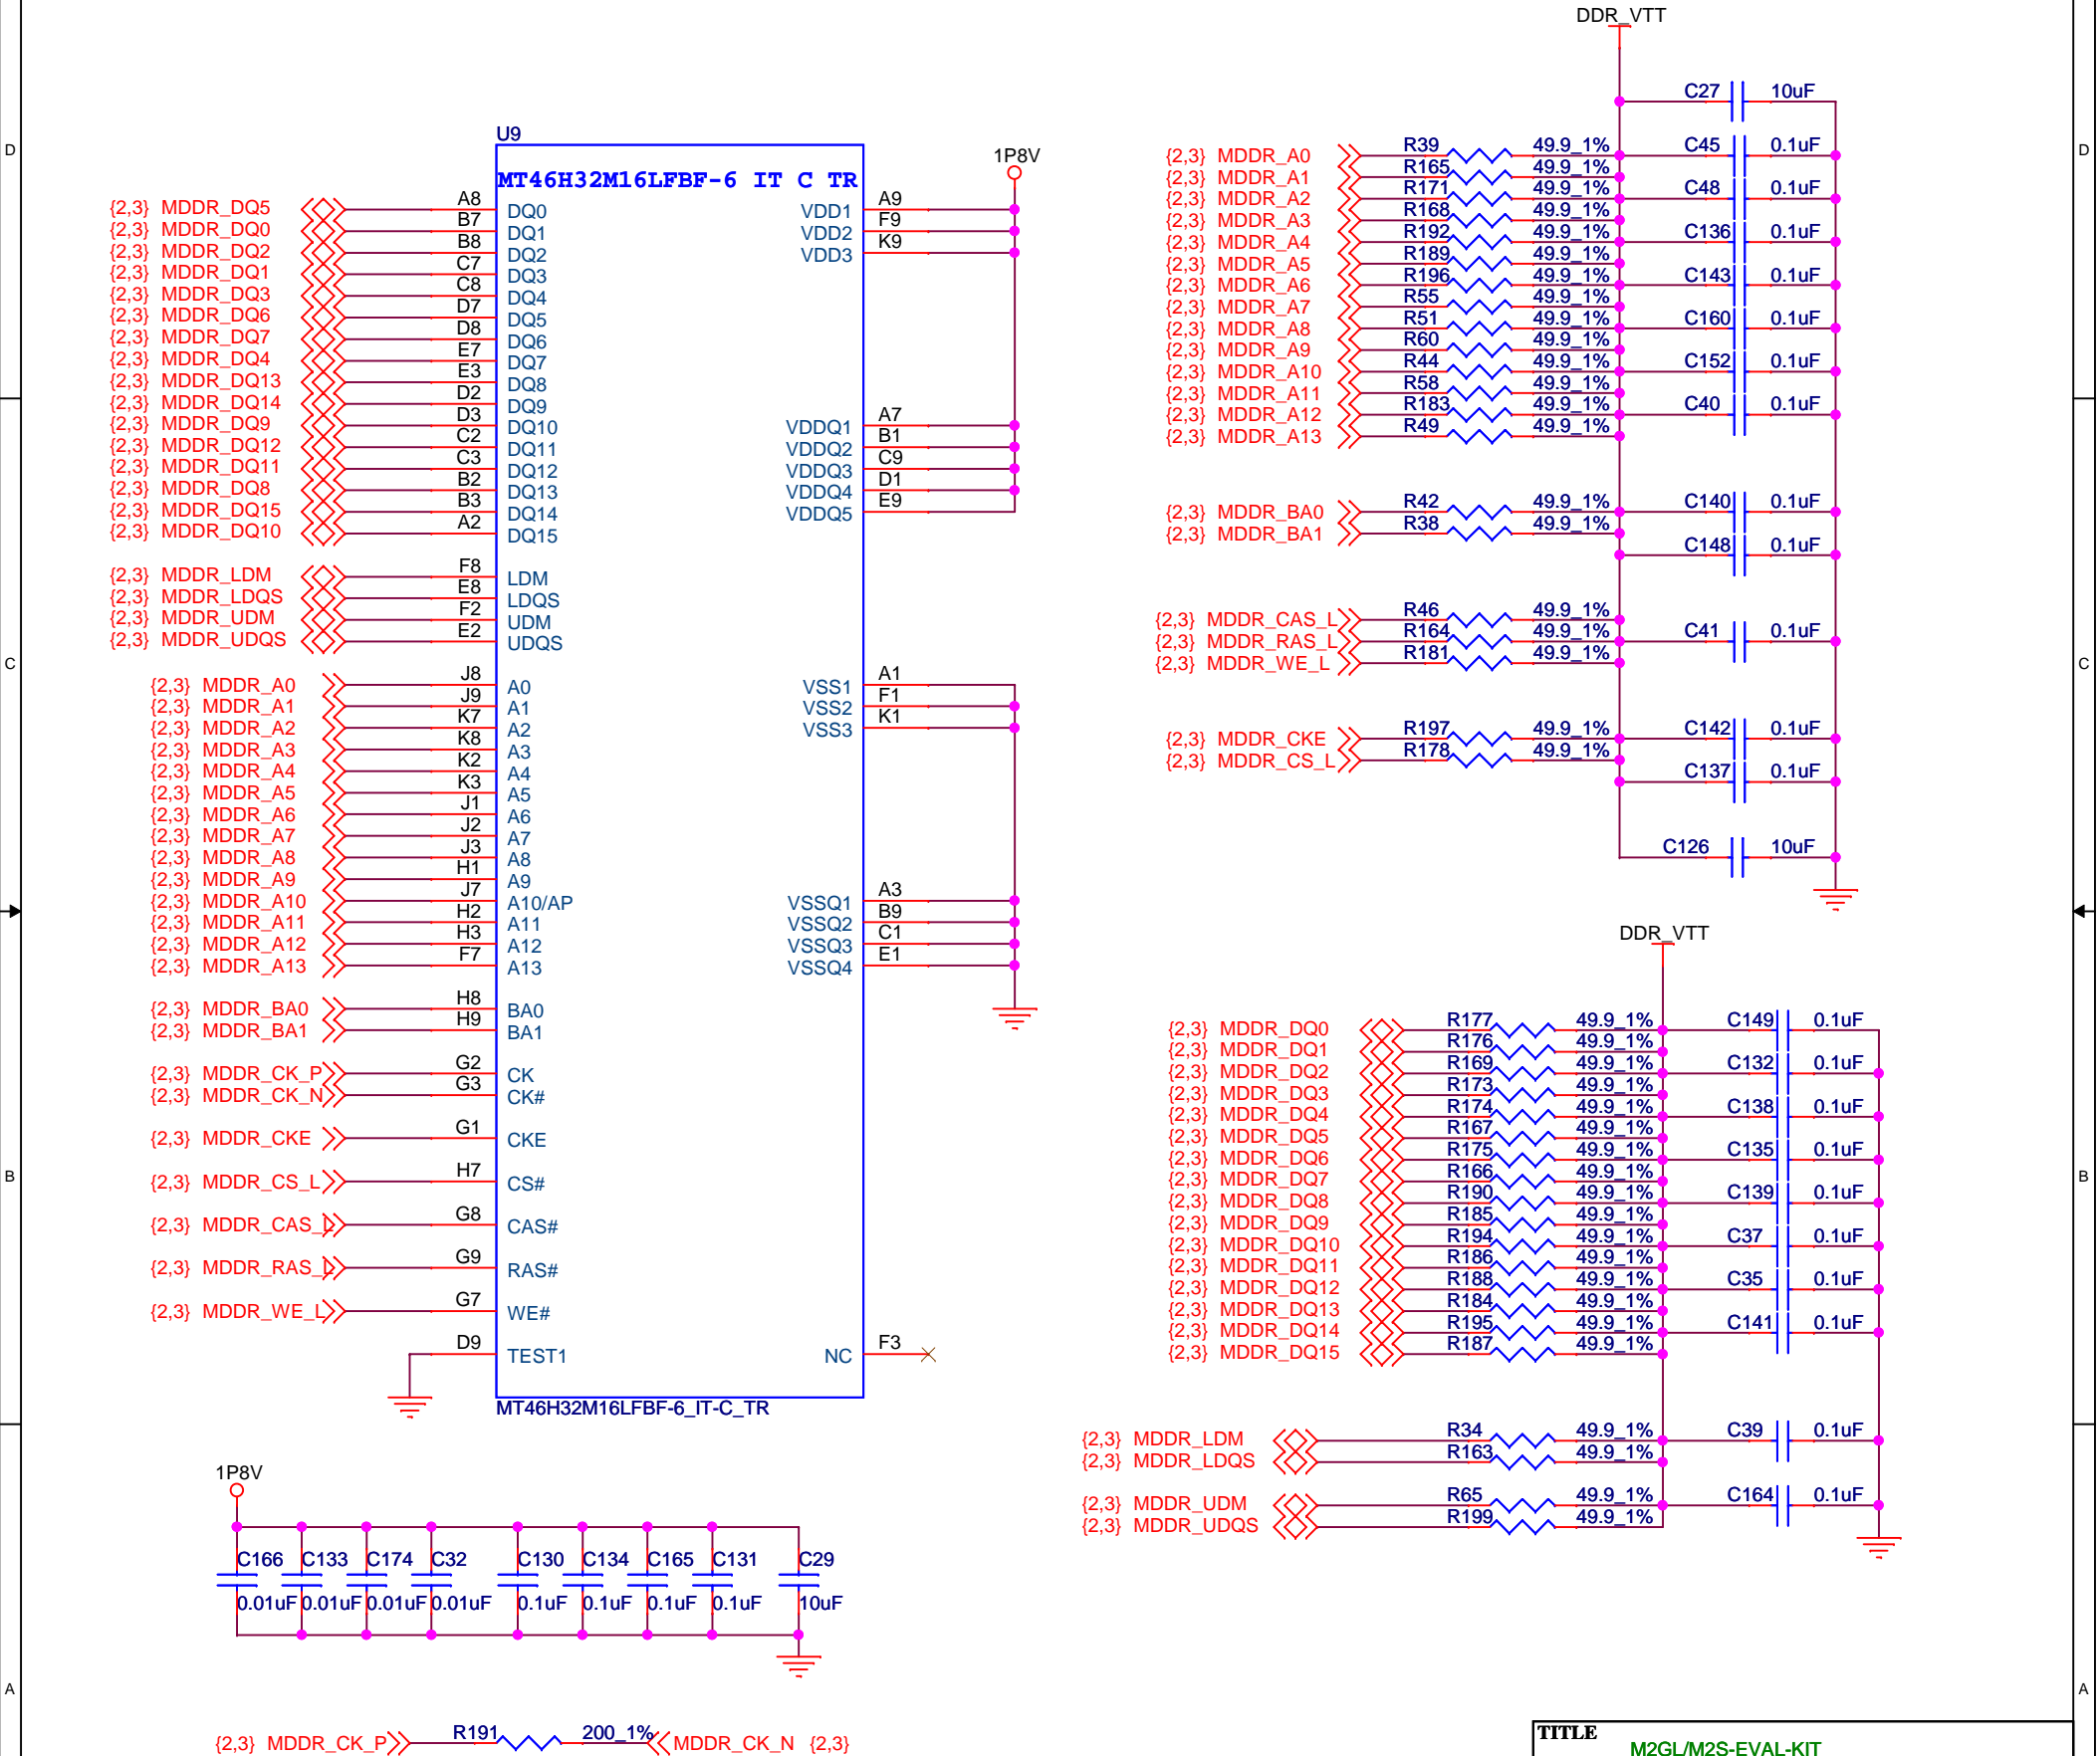 DDR_VTT
C27 10uF
{2,3} MDDR_A0 R39 49.9_1% C45 0.1uF
{2,3} MDDR_A1 R165 49.9_1%
{2,3} MDDR_A2 R171 49.9_1% C48 0.1uF
{2,3} MDDR_A3 R168 49.9_1%
{2,3} MDDR_A4 R192 49.9_1% C136 0.1uF
{2,3} MDDR_A5 R189 49.9_1%
{2,3} MDDR_A6 R196 49.9_1% C143 0.1uF
{2,3} MDDR_A7 R55 49.9_1%
{2,3} MDDR_A8 R51 49.9_1% C160 0.1uF
{2,3} MDDR_A9 R60 49.9_1%
{2,3} MDDR_A10 R44 49.9_1% C152 0.1uF
{2,3} MDDR_A11 R58 49.9_1%
{2,3} MDDR_A12 R183 49.9_1% C40 0.1uF
{2,3} MDDR_A13 R49 49.9_1%
{2,3} MDDR_BA0 R42 49.9_1% C140 0.1uF
{2,3} MDDR_BA1 R38 49.9_1%
C148 0.1uF
{2,3} MDDR_CAS_L R46 49.9_1%
{2,3} MDDR_RAS_L R164 49.9_1% C41 0.1uF
{2,3} MDDR_WE_L R181 49.9_1%
{2,3} MDDR_CKE R197 49.9_1% C142 0.1uF
{2,3} MDDR_CS_L R178 49.9_1%
C137 0.1uF
C126 10uF
U9
MT46H32M16LFBF-6 IT C TR
1P8V
{2,3} MDDR_DQ5 A8 DQ0 VDD1 A9
{2,3} MDDR_DQ0 B7 DQ1 VDD2 F9
{2,3} MDDR_DQ2 B8 DQ2 VDD3 K9
{2,3} MDDR_DQ1 C7 DQ3
{2,3} MDDR_DQ3 C8 DQ4
{2,3} MDDR_DQ6 D7 DQ5
{2,3} MDDR_DQ7 D8 DQ6
{2,3} MDDR_DQ4 E7 DQ7
{2,3} MDDR_DQ13 E3 DQ8
{2,3} MDDR_DQ14 D2 DQ9
{2,3} MDDR_DQ9 D3 DQ10 VDDQ1 A7
{2,3} MDDR_DQ12 C2 DQ11 VDDQ2 B1
{2,3} MDDR_DQ11 C3 DQ12 VDDQ3 C9
{2,3} MDDR_DQ8 B2 DQ13 VDDQ4 D1
{2,3} MDDR_DQ15 B3 DQ14 VDDQ5 E9
{2,3} MDDR_DQ10 A2 DQ15
{2,3} MDDR_LDM F8 LDM
{2,3} MDDR_LDQS E8 LDQS
{2,3} MDDR_UDM F2 UDM
{2,3} MDDR_UDQS E2 UDQS
{2,3} MDDR_A0 J8 A0 VSS1 A1
{2,3} MDDR_A1 J9 A1 VSS2 F1
{2,3} MDDR_A2 K7 A2 VSS3 K1
{2,3} MDDR_A3 K8 A3
{2,3} MDDR_A4 K2 A4
{2,3} MDDR_A5 K3 A5
{2,3} MDDR_A6 J1 A6
{2,3} MDDR_A7 J2 A7
{2,3} MDDR_A8 J3 A8
{2,3} MDDR_A9 H1 A9
{2,3} MDDR_A10 J7 A10/AP VSSQ1 A3
{2,3} MDDR_A11 H2 A11 VSSQ2 B9
{2,3} MDDR_A12 H3 A12 VSSQ3 C1
{2,3} MDDR_A13 F7 A13 VSSQ4 E1
{2,3} MDDR_BA0 H8 BA0
{2,3} MDDR_BA1 H9 BA1
{2,3} MDDR_CK_P G2 CK
{2,3} MDDR_CK_N G3 CK#
{2,3} MDDR_CKE G1 CKE
{2,3} MDDR_CS_L H7 CS#
{2,3} MDDR_CAS_L G8 CAS#
{2,3} MDDR_RAS_L G9 RAS#
{2,3} MDDR_WE_L G7 WE#
D9 TEST1 NC F3
MT46H32M16LFBF-6_IT-C_TR
DDR_VTT
{2,3} MDDR_DQ0 R177 49.9_1% C149 0.1uF
{2,3} MDDR_DQ1 R176 49.9_1%
{2,3} MDDR_DQ2 R169 49.9_1% C132 0.1uF
{2,3} MDDR_DQ3 R173 49.9_1%
{2,3} MDDR_DQ4 R174 49.9_1% C138 0.1uF
{2,3} MDDR_DQ5 R167 49.9_1%
{2,3} MDDR_DQ6 R175 49.9_1% C135 0.1uF
{2,3} MDDR_DQ7 R166 49.9_1%
{2,3} MDDR_DQ8 R190 49.9_1% C139 0.1uF
{2,3} MDDR_DQ9 R185 49.9_1%
{2,3} MDDR_DQ10 R194 49.9_1% C37 0.1uF
{2,3} MDDR_DQ11 R186 49.9_1%
{2,3} MDDR_DQ12 R188 49.9_1% C35 0.1uF
{2,3} MDDR_DQ13 R184 49.9_1%
{2,3} MDDR_DQ14 R195 49.9_1% C141 0.1uF
{2,3} MDDR_DQ15 R187 49.9_1%
{2,3} MDDR_LDM R34 49.9_1% C39 0.1uF
{2,3} MDDR_LDQS R163 49.9_1%
{2,3} MDDR_UDM R65 49.9_1% C164 0.1uF
{2,3} MDDR_UDQS R199 49.9_1%
1P8V
C166 C133 C174 C32 C130 C134 C165 C131 C29
0.01uF 0.01uF 0.01uF 0.01uF 0.1uF 0.1uF 0.1uF 0.1uF 10uF
{2,3} MDDR_CK_P R191 200_1% MDDR_CK_N {2,3}
D D
C C
B B
A A
TITLE
M2GL/M2S-EVAL-KIT